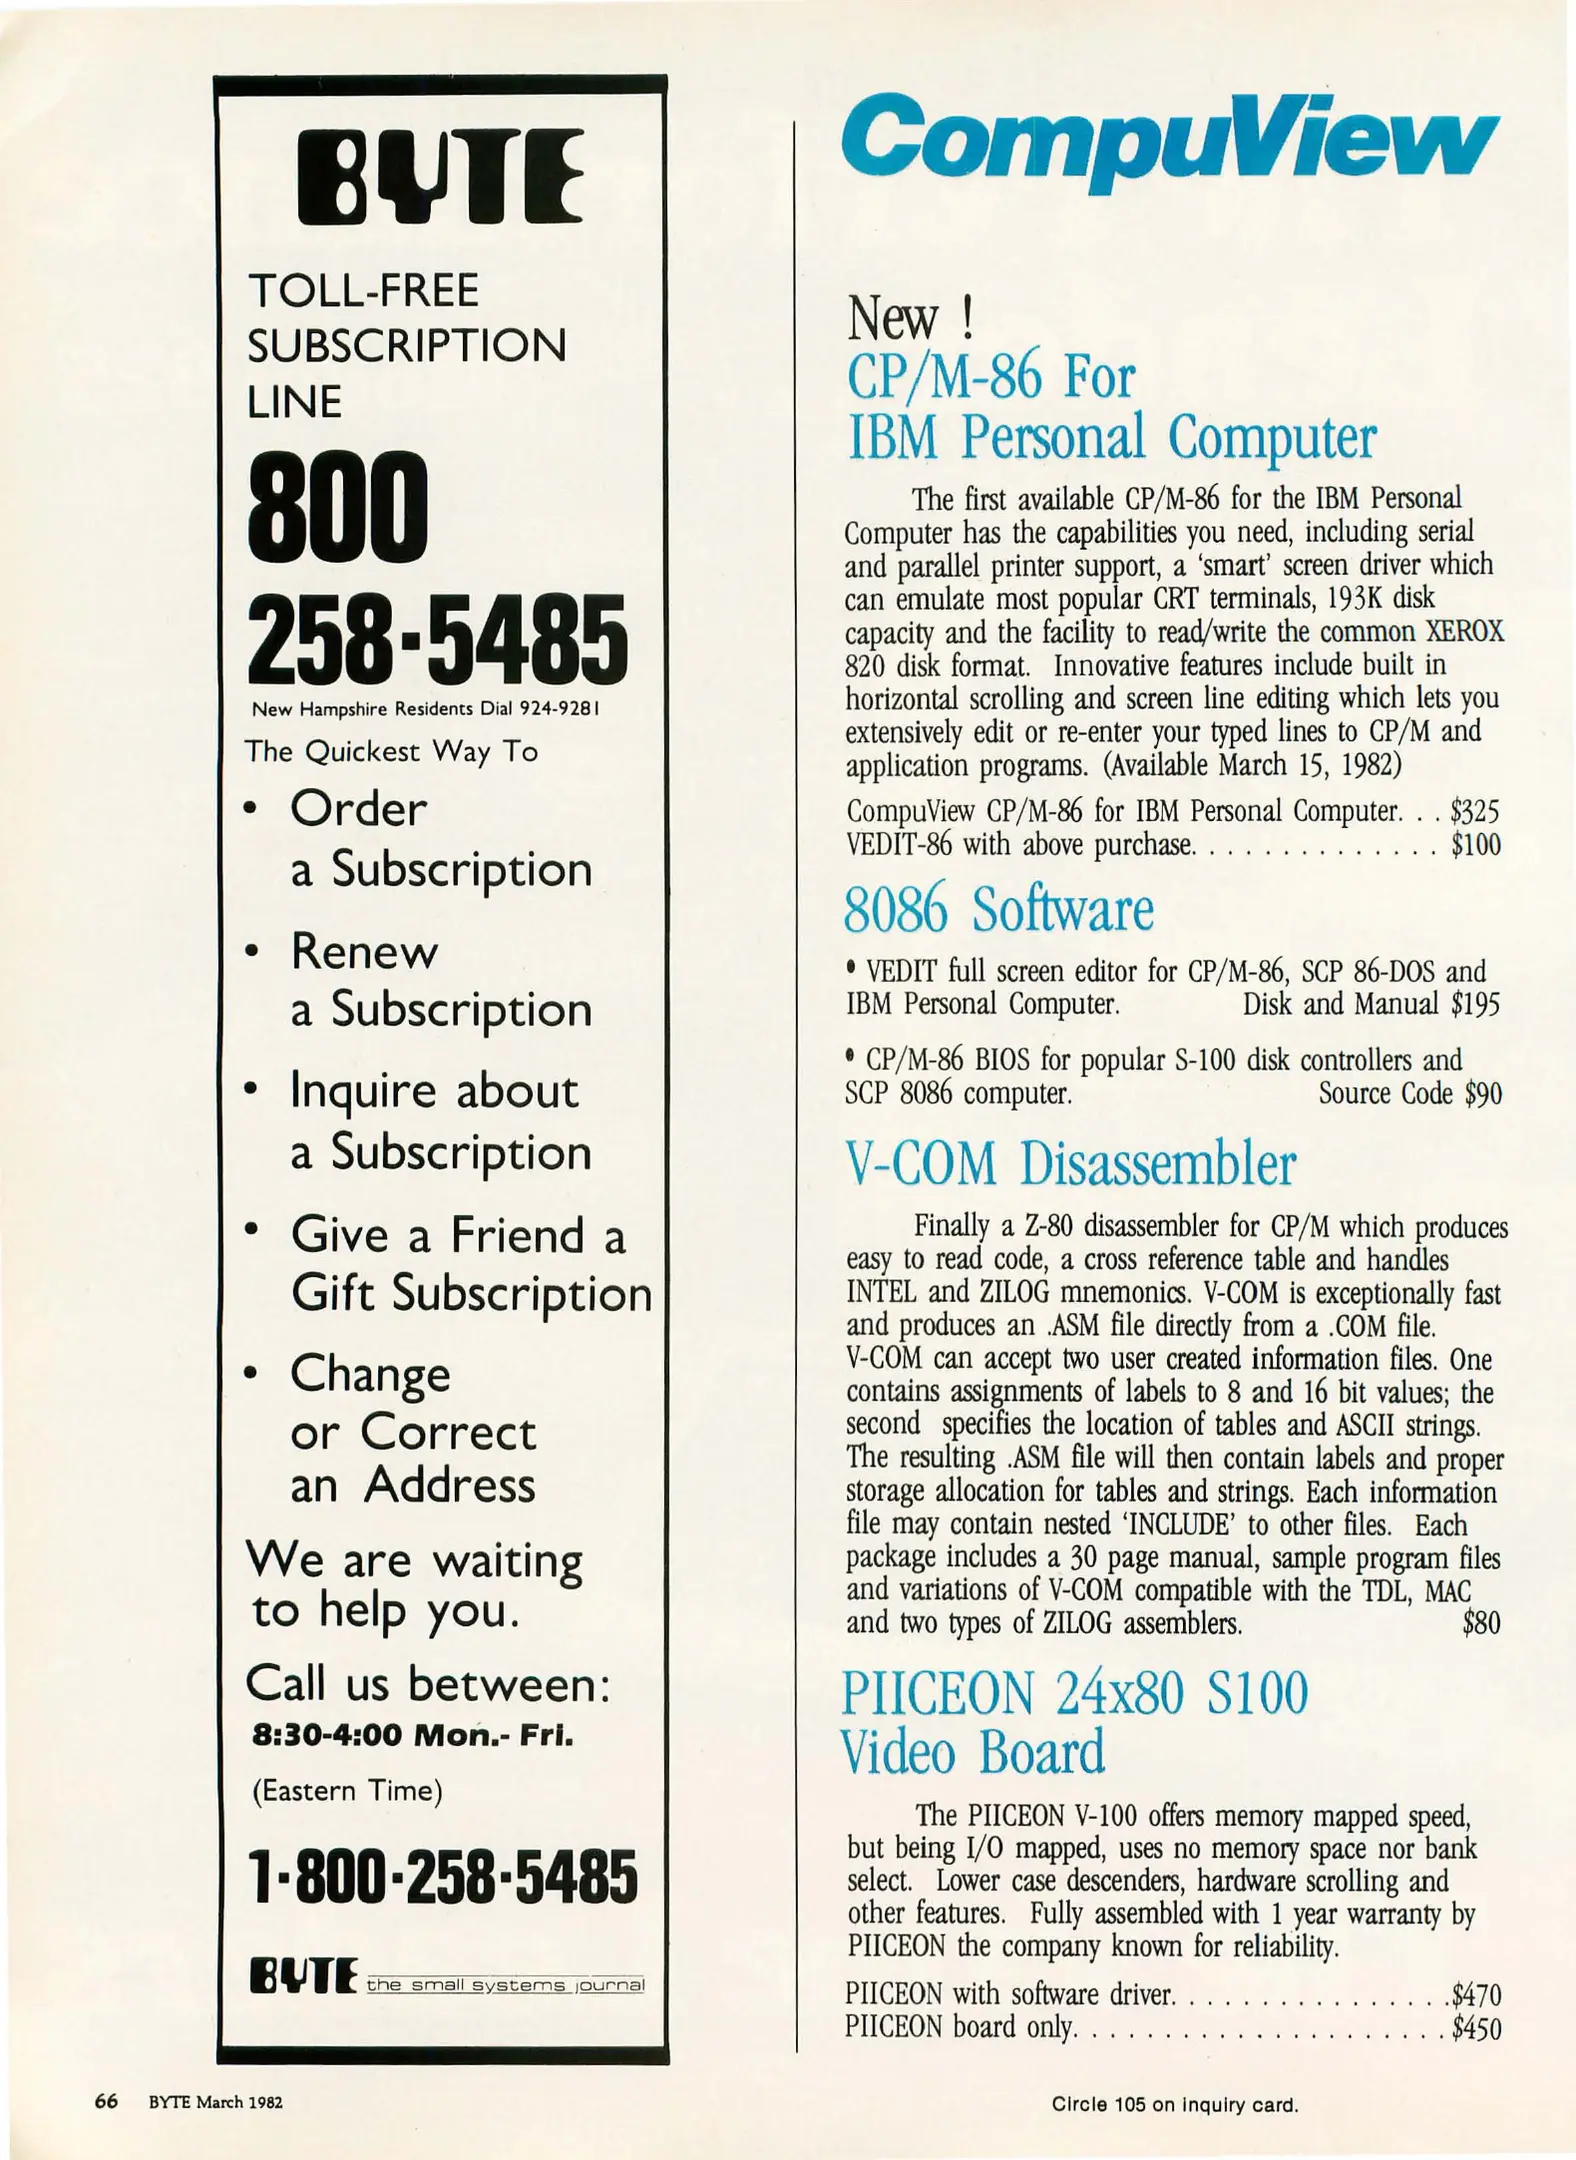 BYTE
TOLL-FREE
SUBSCRIPTION
LINE
800
258-5485
New Hampshire Residents Dial 924-9281
The Quickest Way To
• Order
a Subscription
• Renew
a Subscription
• Inquire about
a Subscription
• Give a Friend a
Gift Subscription
• Change
or Correct
an Address
We are waiting
to help you.
Call us between:
8:30-4:00 Mon.- Fri.
(Eastern Time)
1-800-258-5485
BYTE the small systems journal
CompuView
New !
CP/M-86 For
IBM Personal Computer
The first available CP/M-86 for the IBM Personal
Computer has the capabilities you need, including serial
and parallel printer support, a ‘smart’ screen driver which
can emulate most popular CRT terminals, 193K disk
capacity and the facility to read/write the common XEROX
820 disk format. Innovative features include built in
horizontal scrolling and screen line editing which lets you
extensively edit or re-enter your typed lines to CP/M and
application programs. (Available March 15, 1982)
CompuView CP/M-86 for IBM Personal Computer. . . $325
VEDIT-86 with above purchase. . . . . . . . . . . . . . $100
8086 Software
• VEDIT full screen editor for CP/M-86, SCP 86-DOS and
IBM Personal Computer. Disk and Manual $195
• CP/M-86 BIOS for popular S-100 disk controllers and
SCP 8086 computer. Source Code $90
V-COM Disassembler
Finally a Z-80 disassembler for CP/M which produces
easy to read code, a cross reference table and handles
INTEL and ZILOG mnemonics. V-COM is exceptionally fast
and produces an .ASM file directly from a .COM file.
V-COM can accept two user created information files. One
contains assignments of labels to 8 and 16 bit values; the
second specifies the location of tables and ASCII strings.
The resulting .ASM file will then contain labels and proper
storage allocation for tables and strings. Each information
file may contain nested ‘INCLUDE’ to other files. Each
package includes a 30 page manual, sample program files
and variations of V-COM compatible with the TDL, MAC
and two types of ZILOG assemblers. $80
PIICEON 24x80 S100
Video Board
The PIICEON V-100 offers memory mapped speed,
but being I/O mapped, uses no memory space nor bank
select. Lower case descenders, hardware scrolling and
other features. Fully assembled with 1 year warranty by
PIICEON the company known for reliability.
PIICEON with software driver. . . . . . . . . . . . . . . .$470
PIICEON board only. . . . . . . . . . . . . . . . . . . . . $450
66 BYTE March 1982
Circle 105 on inquiry card.